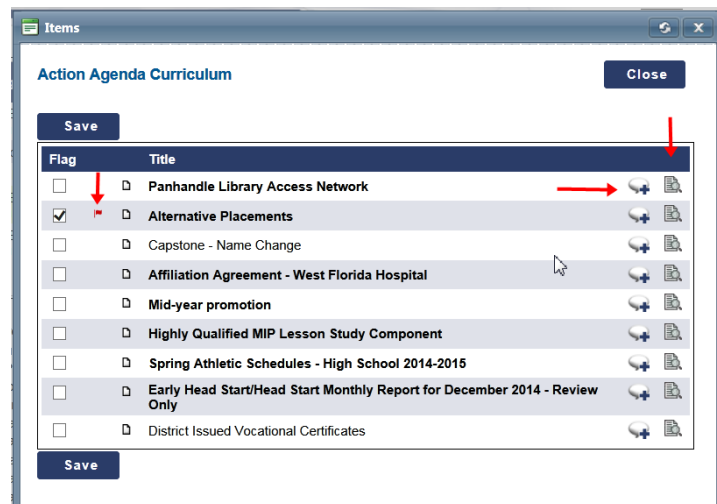 Items
X
Action Agenda Curriculum
Close
Save
Flag Title
Panhandle Library Access Network
Alternative Placements
Capstone - Name Change
Affiliation Agreement - West Florida Hospital
Mid-year promotion
Highly Qualified MIP Lesson Study Component
Spring Athletic Schedules - High School 2014-2015
Early Head Start/Head Start Monthly Report for December 2014 - Review
Only
District Issued Vocational Certificates
Save